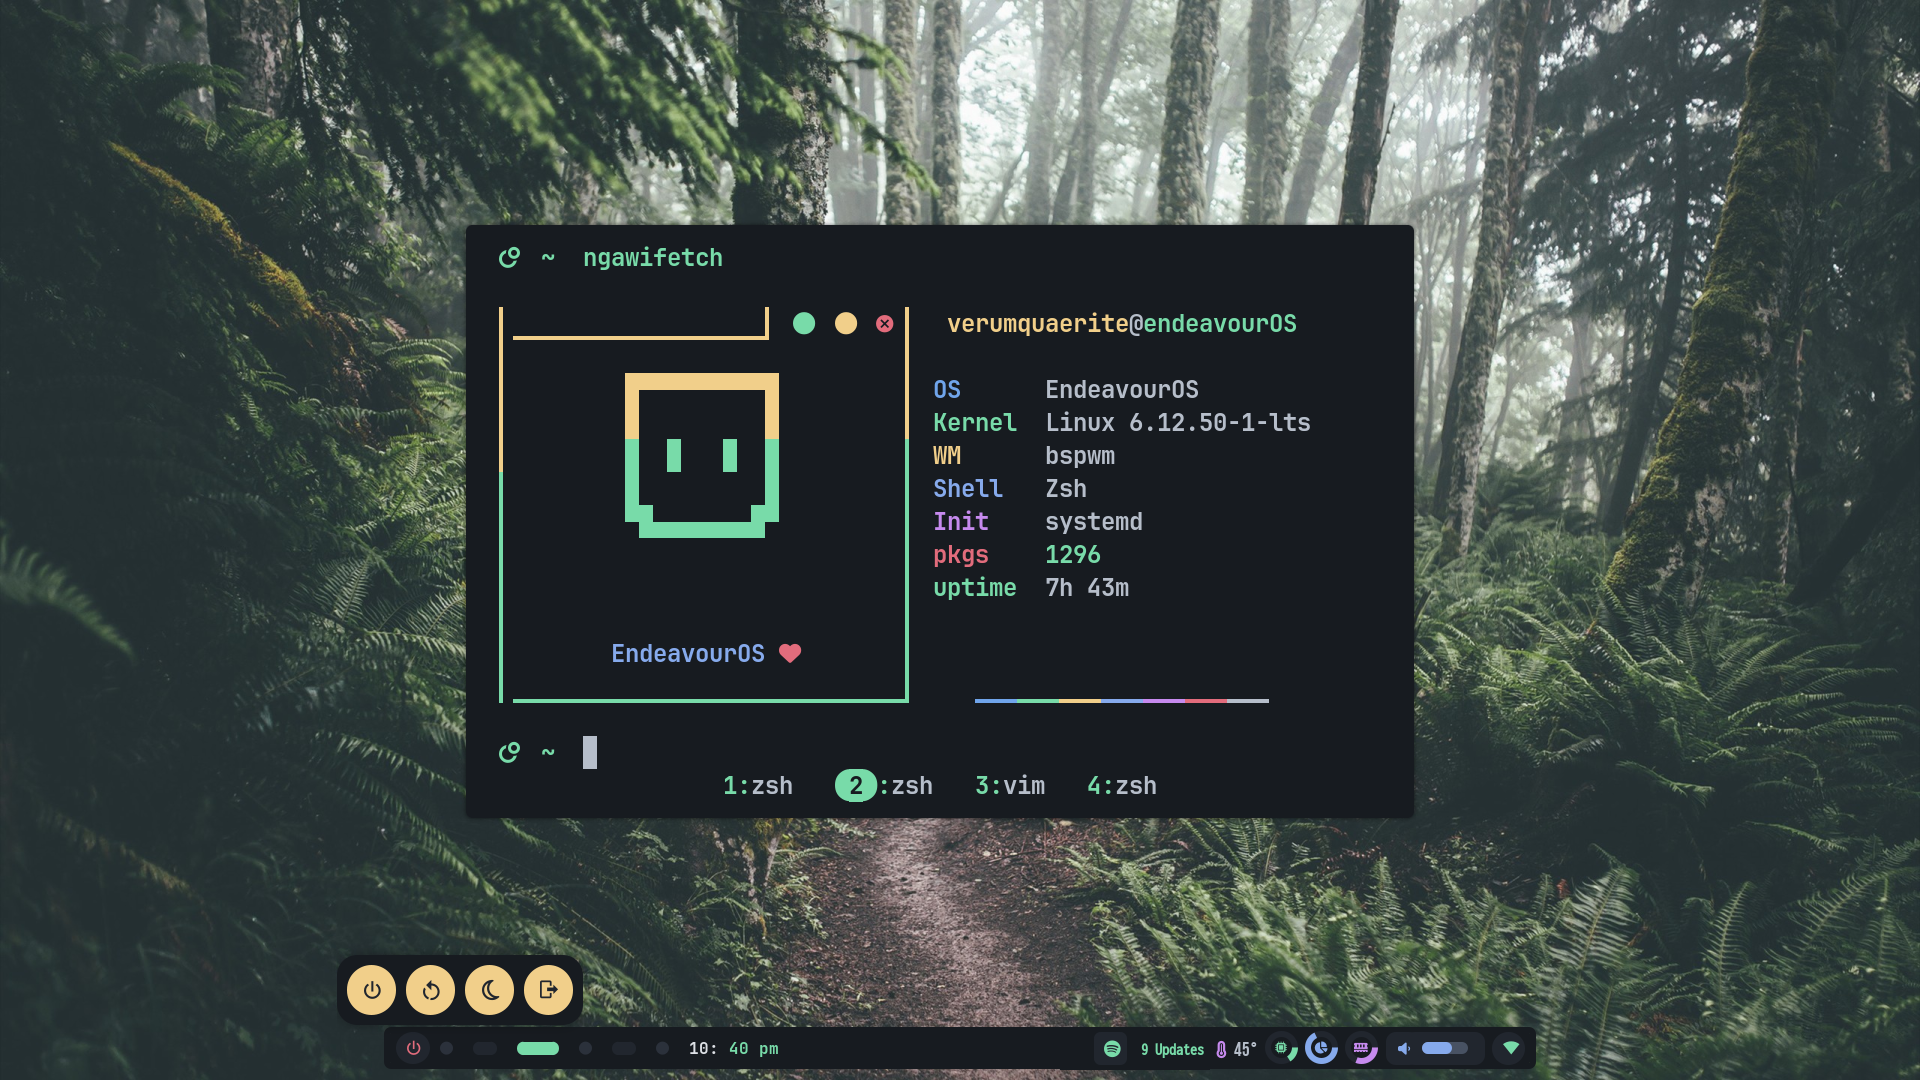 ~ ngawifetch
verumquaerite@endeavourOS
OS EndeavourOS
Kernel Linux 6.12.50-1-lts
WM bspwm
Shell Zsh
Init systemd
pkgs 1296
uptime 7h 43m
EndeavourOS
~
1:zsh 2:zsh 3:vim 4:zsh
10: 40 pm 9 Updates 45°